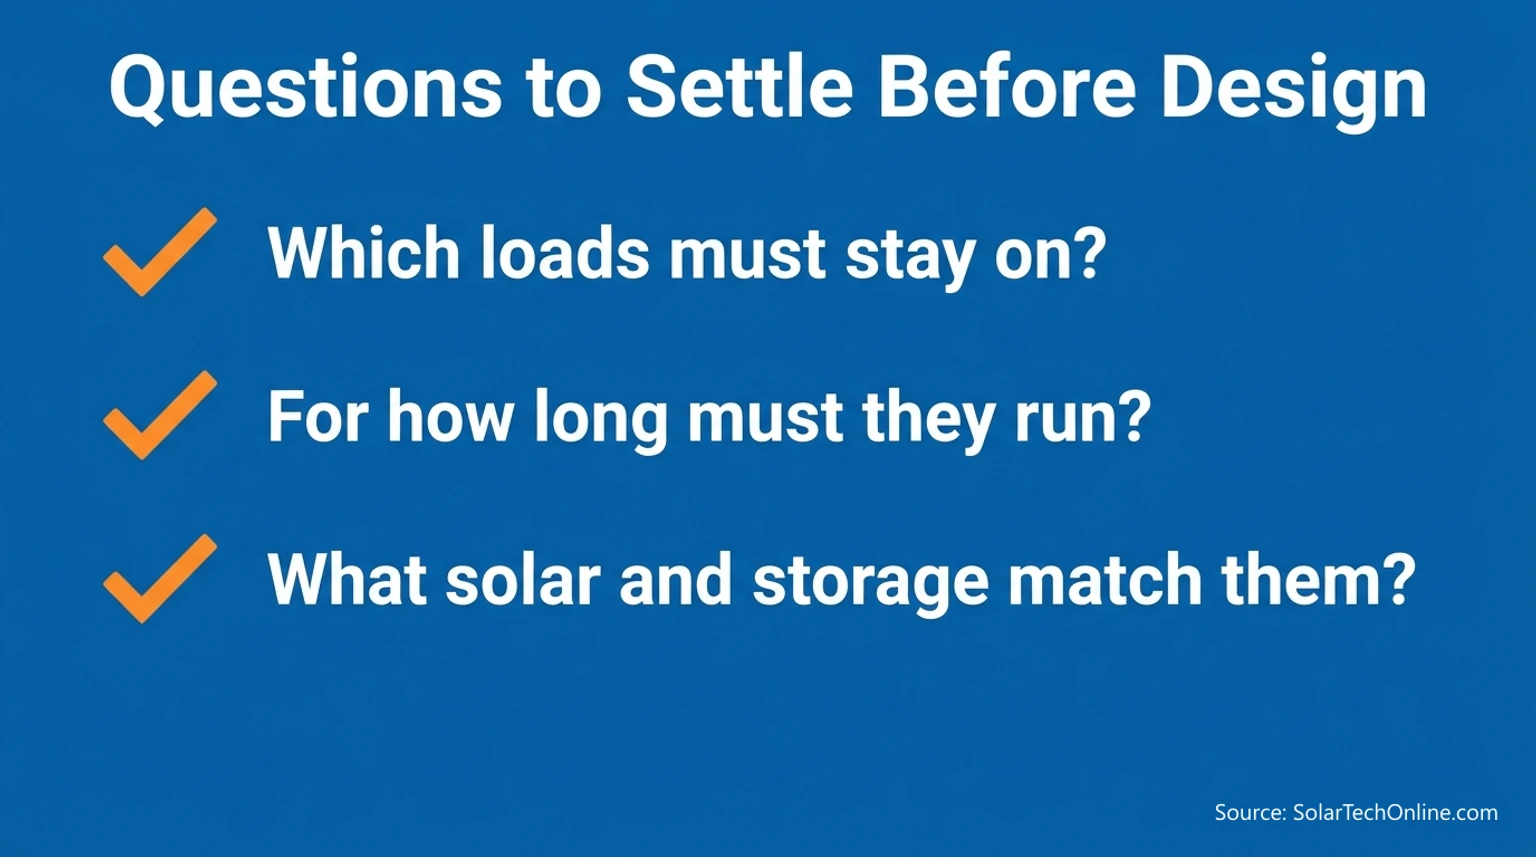 Questions to Settle Before Design
Which loads must stay on?
For how long must they run?
What solar and storage match them?
Source: SolarTechOnline.com